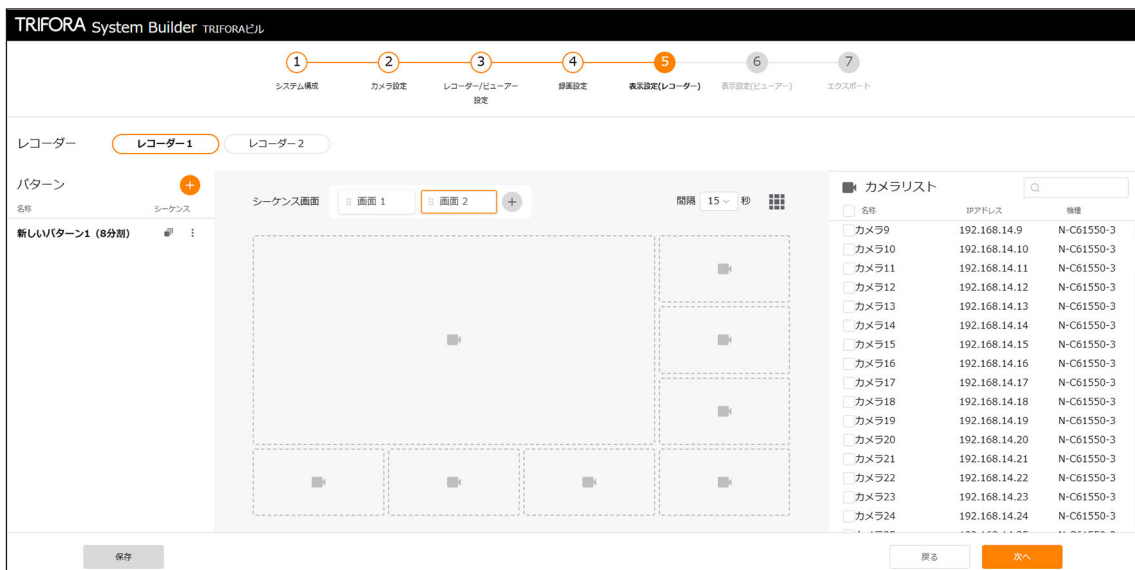 TRIFORA System Builder TRIFORAビル
1 2 3 4 5 6 7
システム構成 カメラ設定 レコーダー/ビューアー設定 録画設定 表示設定(レコーダー) 表示設定(ビューアー) エクスポート
レコーダー レコーダー1 レコーダー2
パターン
名称 シーケンス
新しいパターン1（8分割）
シーケンス画面 画面 1 画面 2 間隔 15 秒
カメラリスト
名称 IPアドレス 機種
カメラ9 192.168.14.9 N-C61550-3
カメラ10 192.168.14.10 N-C61550-3
カメラ11 192.168.14.11 N-C61550-3
カメラ12 192.168.14.12 N-C61550-3
カメラ13 192.168.14.13 N-C61550-3
カメラ14 192.168.14.14 N-C61550-3
カメラ15 192.168.14.15 N-C61550-3
カメラ16 192.168.14.16 N-C61550-3
カメラ17 192.168.14.17 N-C61550-3
カメラ18 192.168.14.18 N-C61550-3
カメラ19 192.168.14.19 N-C61550-3
カメラ20 192.168.14.20 N-C61550-3
カメラ21 192.168.14.21 N-C61550-3
カメラ22 192.168.14.22 N-C61550-3
カメラ23 192.168.14.23 N-C61550-3
カメラ24 192.168.14.24 N-C61550-3
保存 戻る 次へ